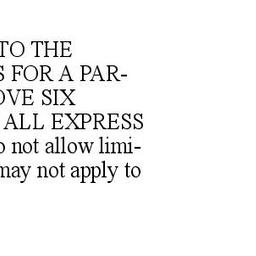 TO THE
S FOR A PAR-
OVE SIX
ALL EXPRESS
o not allow limi-
may not apply to